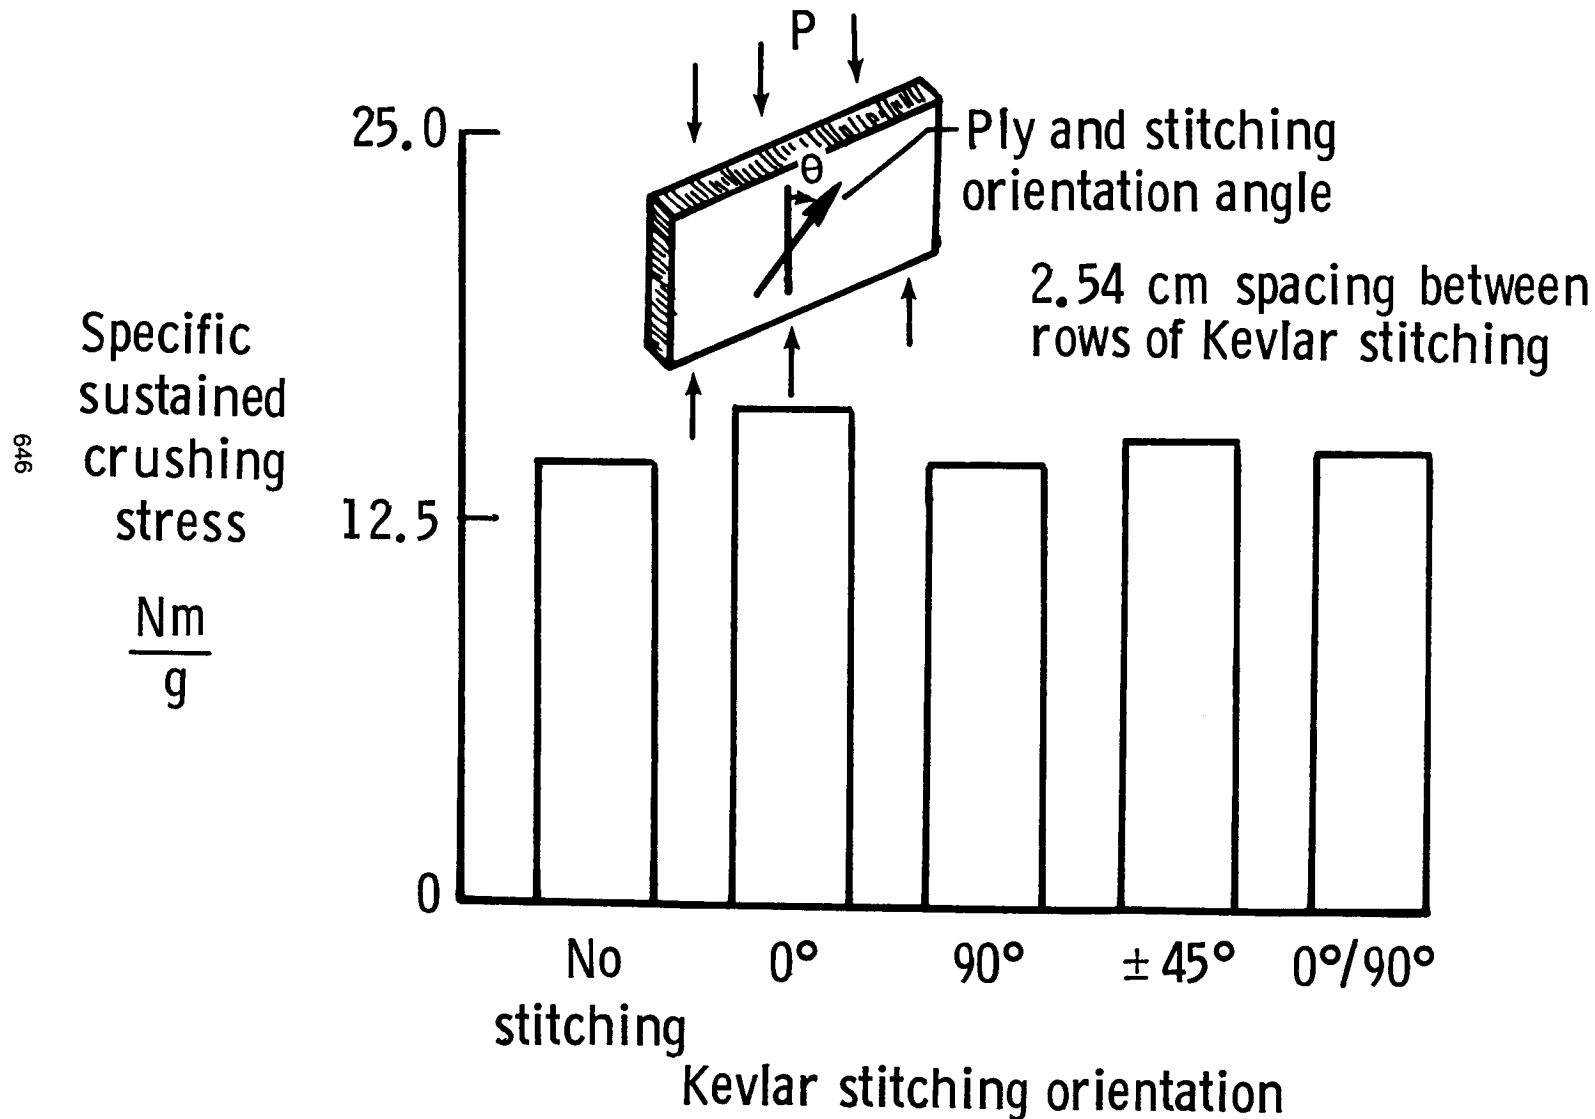 P
25.0
θ
Ply and stitching
orientation angle
2.54 cm spacing between
rows of Kevlar stitching
Specific
sustained
crushing
stress
Nm
g
646
12.5
0
No
stitching
0°
90°
± 45°
0°/90°
Kevlar stitching orientation